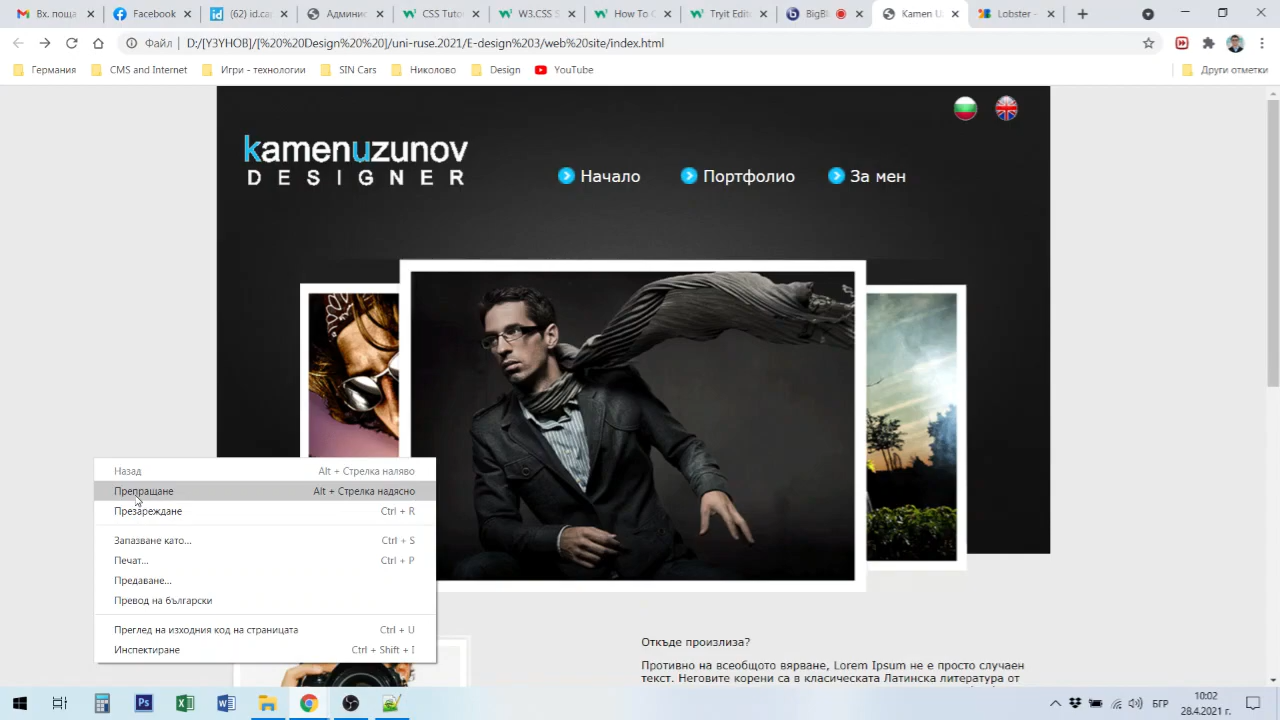 Вх. поща
Facebook
(62) id.cap
Админис
CSS Tuto
W3.CSS S
How To C
Tryit Edito
BigBl
Kamen U
Lobster -
Файл | D:/[УЗУНОВ]/[%20%20Design%20%20]/uni-ruse.2021/E-design%203/web%20site/index.html
Германия
CMS and Internet
Игри - технологии
SIN Cars
Николово
Design
YouTube
Други отметки
kamenuzunov
DESIGNER
Начало
Портфолио
За мен
Назад Alt + Стрелка наляво
Препращане Alt + Стрелка надясно
Презареждане Ctrl + R
Запазване като... Ctrl + S
Печат... Ctrl + P
Предаване...
Превод на български
Преглед на изходния код на страницата Ctrl + U
Инспектиране Ctrl + Shift + I
Откъде произлиза?
Противно на всеобщото вярване, Lorem Ipsum не е просто случаен
текст. Неговите корени са в класическата Латинска литература от
БГР
10:02
28.4.2021 г.